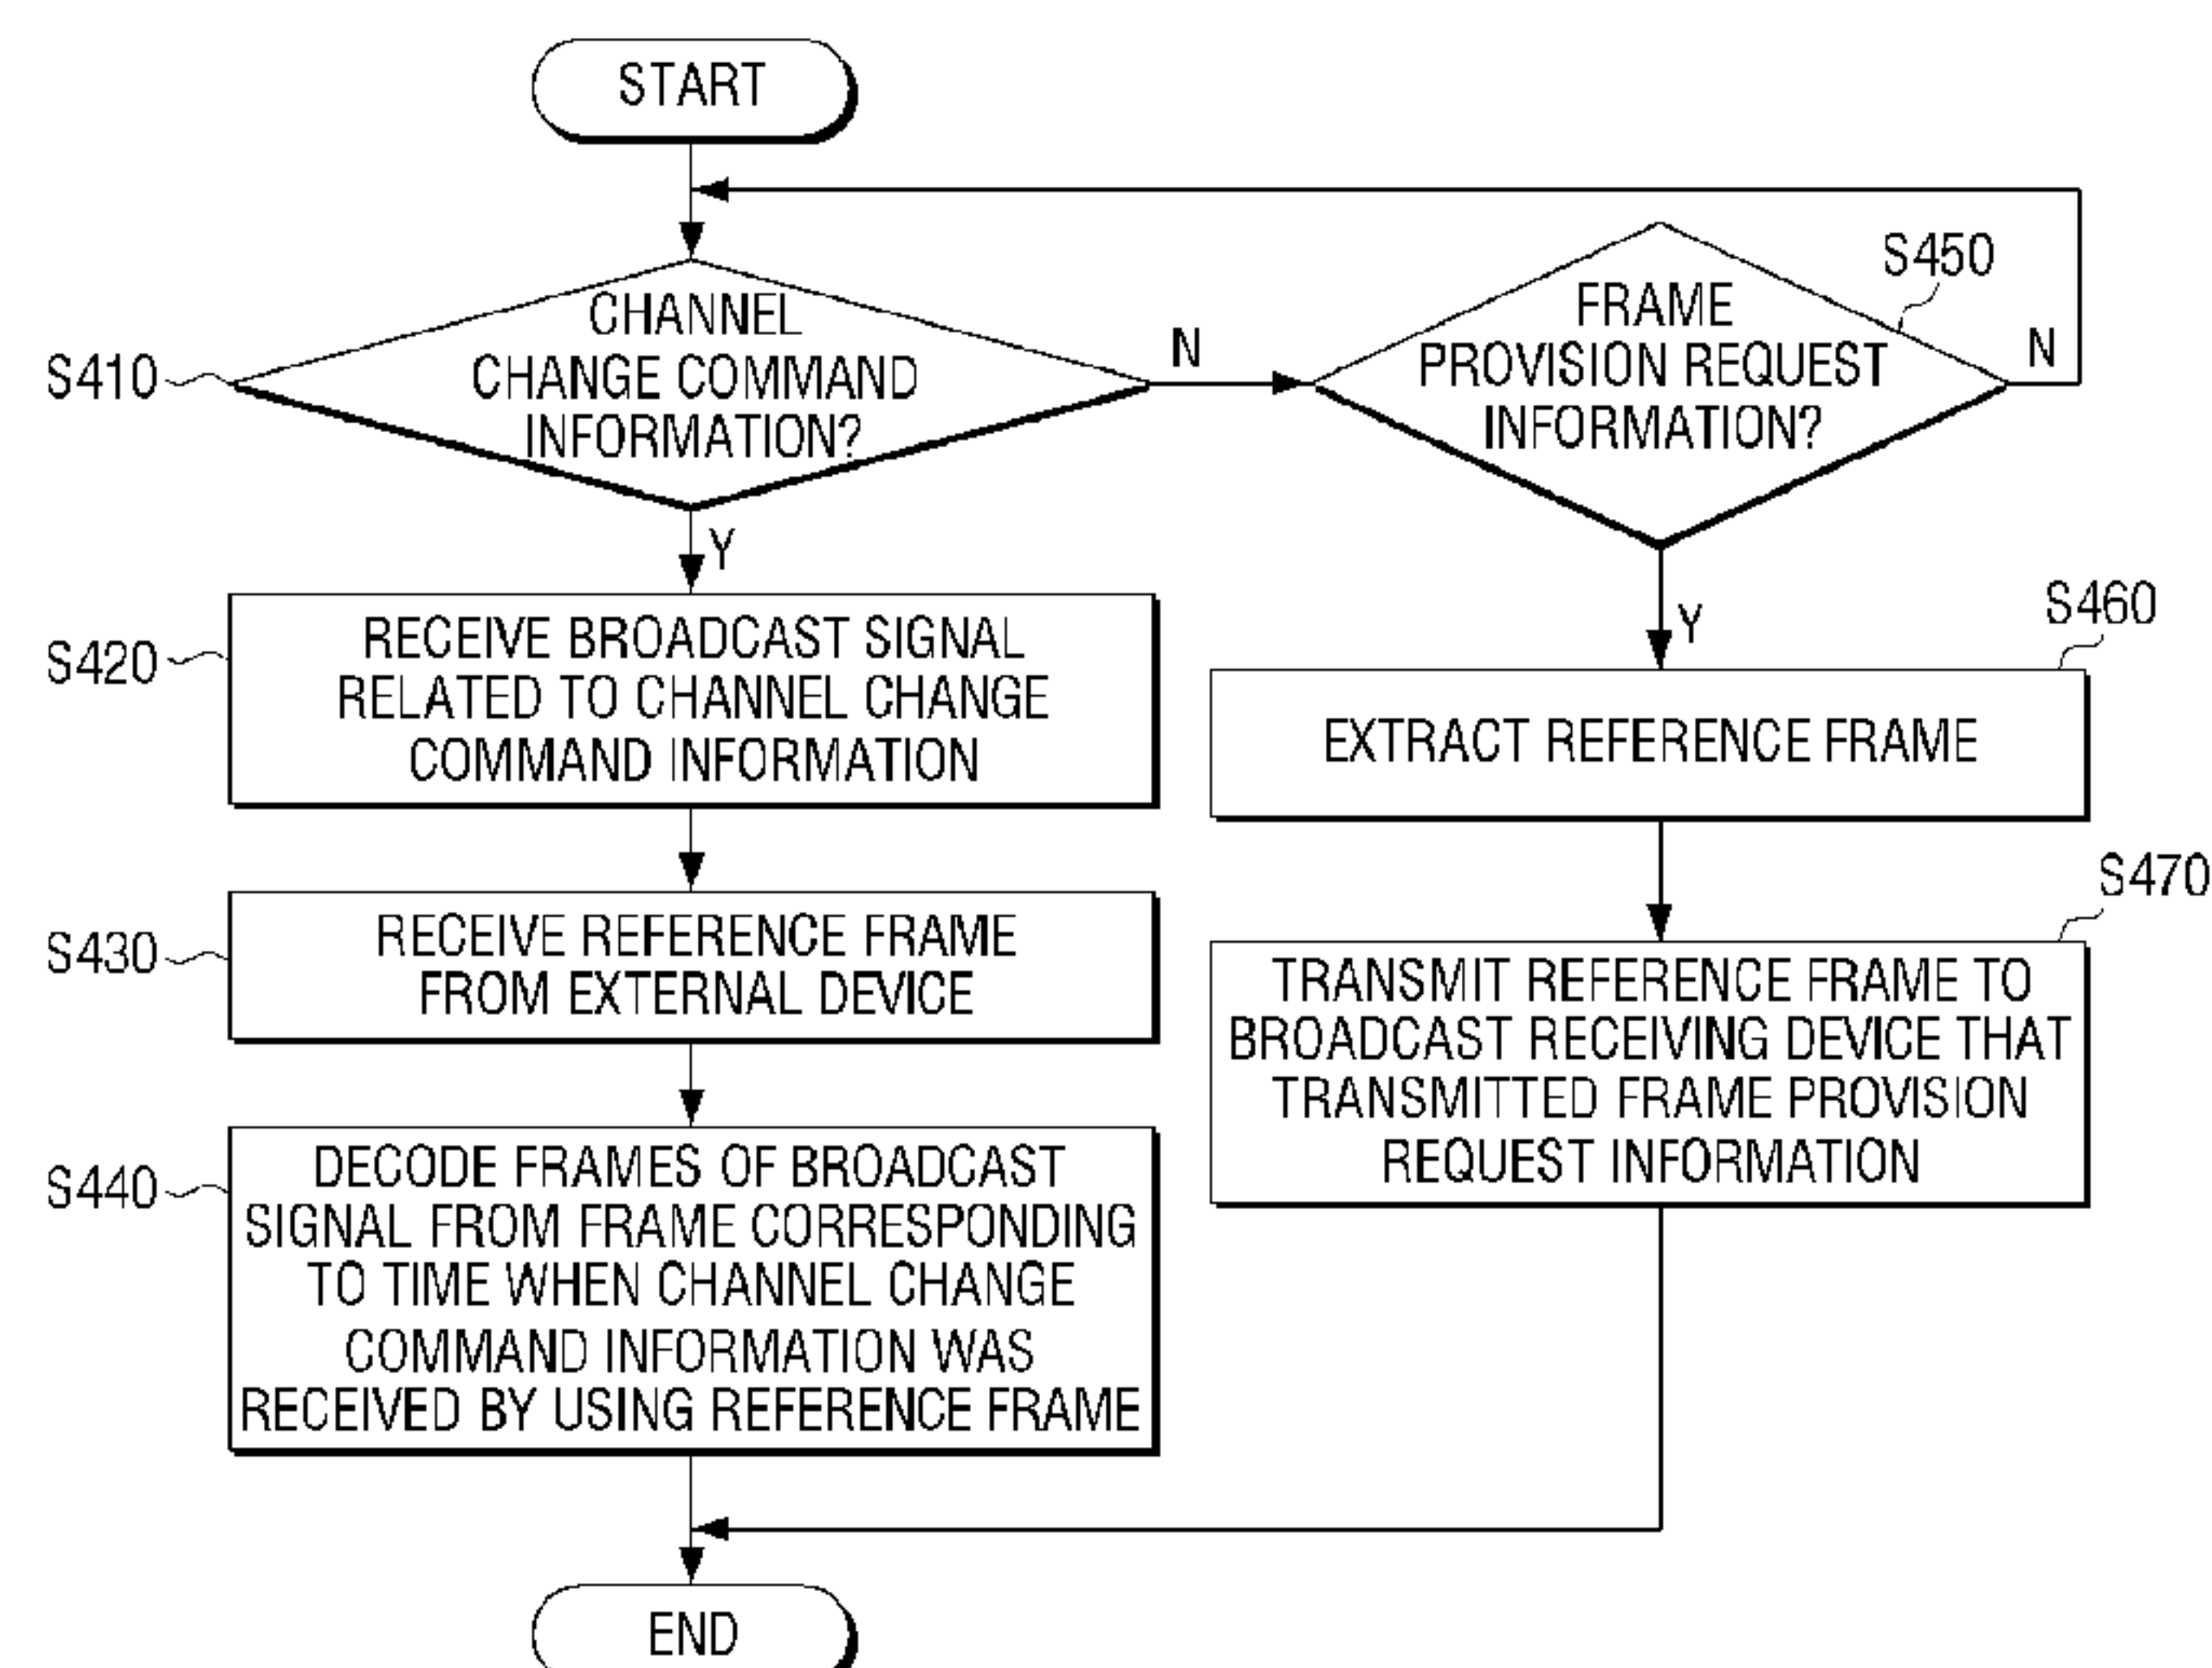 START
S410
CHANNEL
CHANGE COMMAND
INFORMATION?
N
Y
S450
FRAME
PROVISION REQUEST
INFORMATION?
N
Y
S420
RECEIVE BROADCAST SIGNAL
RELATED TO CHANNEL CHANGE
COMMAND INFORMATION
S430
RECEIVE REFERENCE FRAME
FROM EXTERNAL DEVICE
S440
DECODE FRAMES OF BROADCAST
SIGNAL FROM FRAME CORRESPONDING
TO TIME WHEN CHANNEL CHANGE
COMMAND INFORMATION WAS
RECEIVED BY USING REFERENCE FRAME
S460
EXTRACT REFERENCE FRAME
S470
TRANSMIT REFERENCE FRAME TO
BROADCAST RECEIVING DEVICE THAT
TRANSMITTED FRAME PROVISION
REQUEST INFORMATION
END